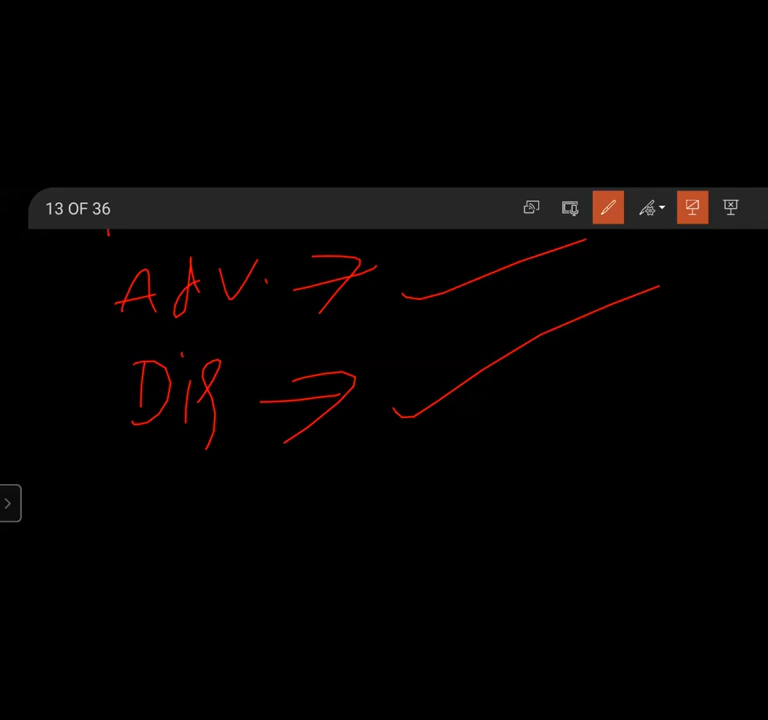 13 OF 36
Adv. →
Dis →